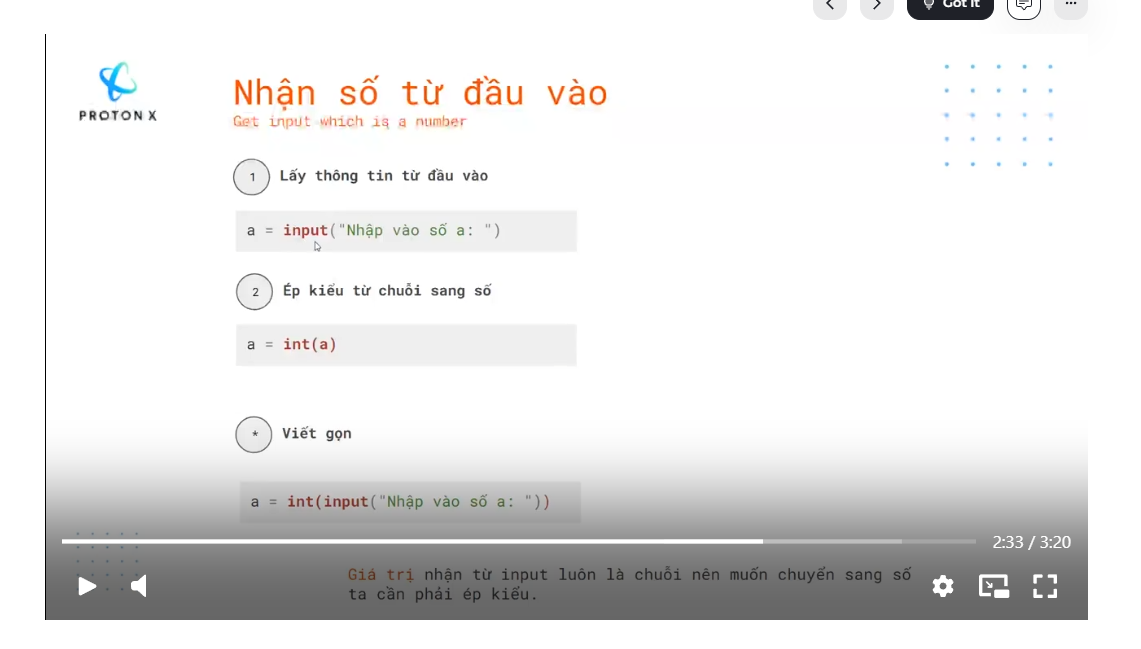 Got It
PROTON X
Nhận số từ đầu vào
Get input which is a number
1 Lấy thông tin từ đầu vào
a = input("Nhập vào số a: ")
2 Ép kiểu từ chuỗi sang số
a = int(a)
* Viết gọn
a = int(input("Nhập vào số a: "))
2:33 / 3:20
Giá trị nhận từ input luôn là chuỗi nên muốn chuyển sang số
ta cần phải ép kiểu.